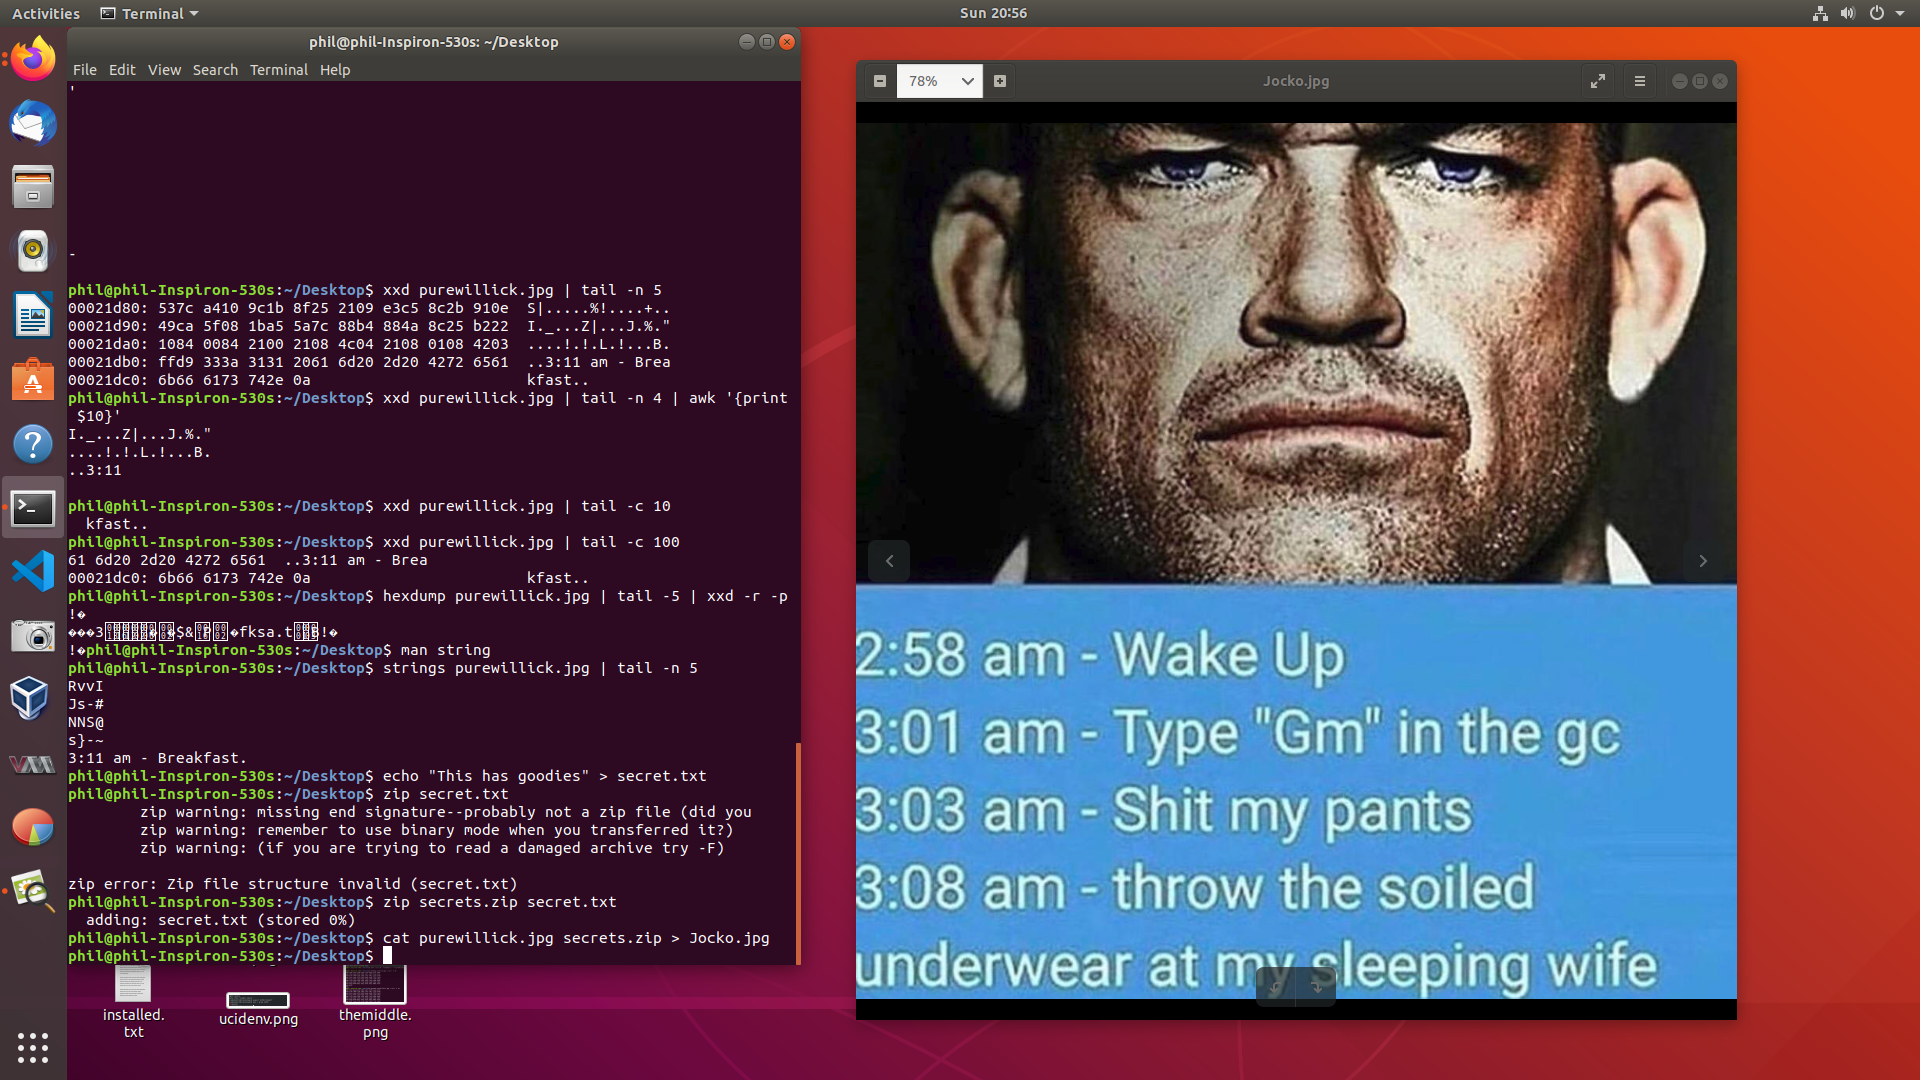 Activities Terminal Sun 20:56
phil@phil-Inspiron-530s: ~/Desktop
File Edit View Search Terminal Help
'
-
phil@phil-Inspiron-530s:~/Desktop$ xxd purewillick.jpg | tail -n 5
00021d80: 537c a410 9c1b 8f25 2109 e3c5 8c2b 910e  S|.....%!....+..
00021d90: 49ca 5f08 1ba5 5a7c 88b4 884a 8c25 b222  I._...Z|...J.%."
00021da0: 1084 0084 2100 2108 4c04 2108 0108 4203  ....!.!.L.!...B.
00021db0: ffd9 333a 3131 2061 6d20 2d20 4272 6561  ..3:11 am - Brea
00021dc0: 6b66 6173 742e 0a                        kfast..
phil@phil-Inspiron-530s:~/Desktop$ xxd purewillick.jpg | tail -n 4 | awk '{print
 $10}'
I._...Z|...J.%."
....!.!.L.!...B.
..3:11
phil@phil-Inspiron-530s:~/Desktop$ xxd purewillick.jpg | tail -c 10
  kfast..
phil@phil-Inspiron-530s:~/Desktop$ xxd purewillick.jpg | tail -c 100
61 6d20 2d20 4272 6561  ..3:11 am - Brea
00021dc0: 6b66 6173 742e 0a                        kfast..
phil@phil-Inspiron-530s:~/Desktop$ hexdump purewillick.jpg | tail -5 | xxd -r -p
!�
���3 $& �fksa.t !�
!�phil@phil-Inspiron-530s:~/Desktop$ man string
phil@phil-Inspiron-530s:~/Desktop$ strings purewillick.jpg | tail -n 5
RvvI
Js-#
NNS@
s}-~
3:11 am - Breakfast.
phil@phil-Inspiron-530s:~/Desktop$ echo "This has goodies" > secret.txt
phil@phil-Inspiron-530s:~/Desktop$ zip secret.txt
        zip warning: missing end signature--probably not a zip file (did you
        zip warning: remember to use binary mode when you transferred it?)
        zip warning: (if you are trying to read a damaged archive try -F)
zip error: Zip file structure invalid (secret.txt)
phil@phil-Inspiron-530s:~/Desktop$ zip secrets.zip secret.txt
  adding: secret.txt (stored 0%)
phil@phil-Inspiron-530s:~/Desktop$ cat purewillick.jpg secrets.zip > Jocko.jpg
phil@phil-Inspiron-530s:~/Desktop$
installed.
txt
ucidenv.png
themiddle.
png
78%
Jocko.jpg
2:58 am - Wake Up
3:01 am - Type "Gm" in the gc
3:03 am - Shit my pants
3:08 am - throw the soiled
underwear at my sleeping wife